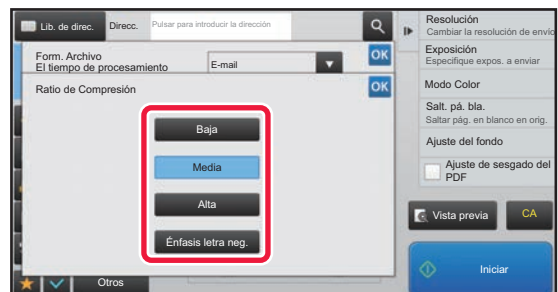 Lib. de direc.
Direcc.
Pulsar para introducir la dirección
Form. Archivo
El tiempo de procesamiento
E-mail
OK
Ratio de Compresión
OK
Baja
Media
Alta
Énfasis letra neg.
Otros
Resolución
Cambiar la resolución de envío
Exposición
Especifique expos. a enviar
Modo Color
Salt. pá. bla.
Saltar pág. en blanco en orig.
Ajuste del fondo
Ajuste de sesgado del
PDF
Vista previa
CA
Iniciar